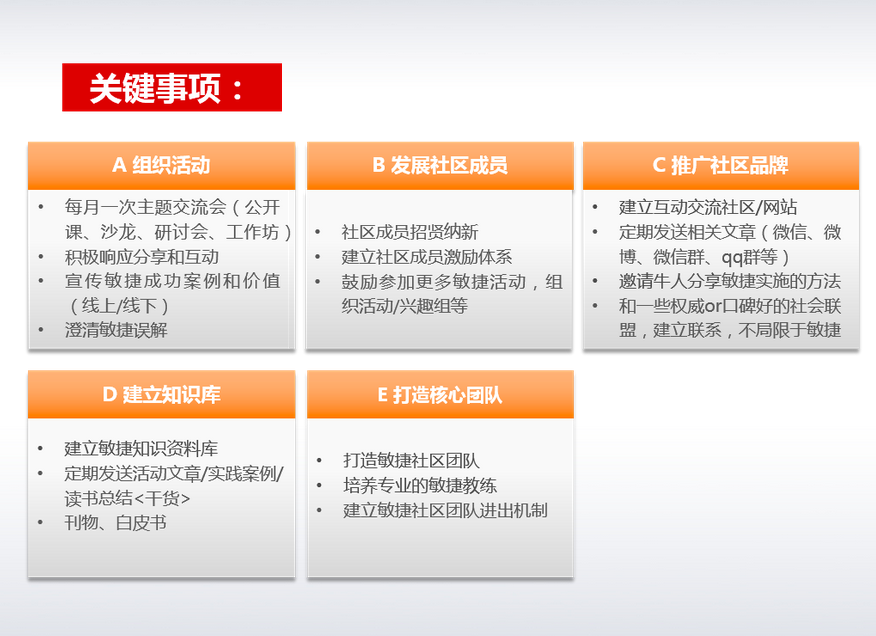 关键事项：
A 组织活动
• 每月一次主题交流会（公开
课、沙龙、研讨会、工作坊）
• 积极响应分享和互动
• 宣传敏捷成功案例和价值
（线上/线下）
• 澄清敏捷误解
B 发展社区成员
• 社区成员招贤纳新
• 建立社区成员激励体系
• 鼓励参加更多敏捷活动，组
织活动/兴趣组等
C 推广社区品牌
• 建立互动交流社区/网站
• 定期发送相关文章（微信、微
博、微信群、qq群等）
• 邀请牛人分享敏捷实施的方法
• 和一些权威or口碑好的社会联
盟，建立联系，不局限于敏捷
D 建立知识库
• 建立敏捷知识资料库
• 定期发送活动文章/实践案例/
读书总结<干货>
• 刊物、白皮书
E 打造核心团队
• 打造敏捷社区团队
• 培养专业的敏捷教练
• 建立敏捷社区团队进出机制